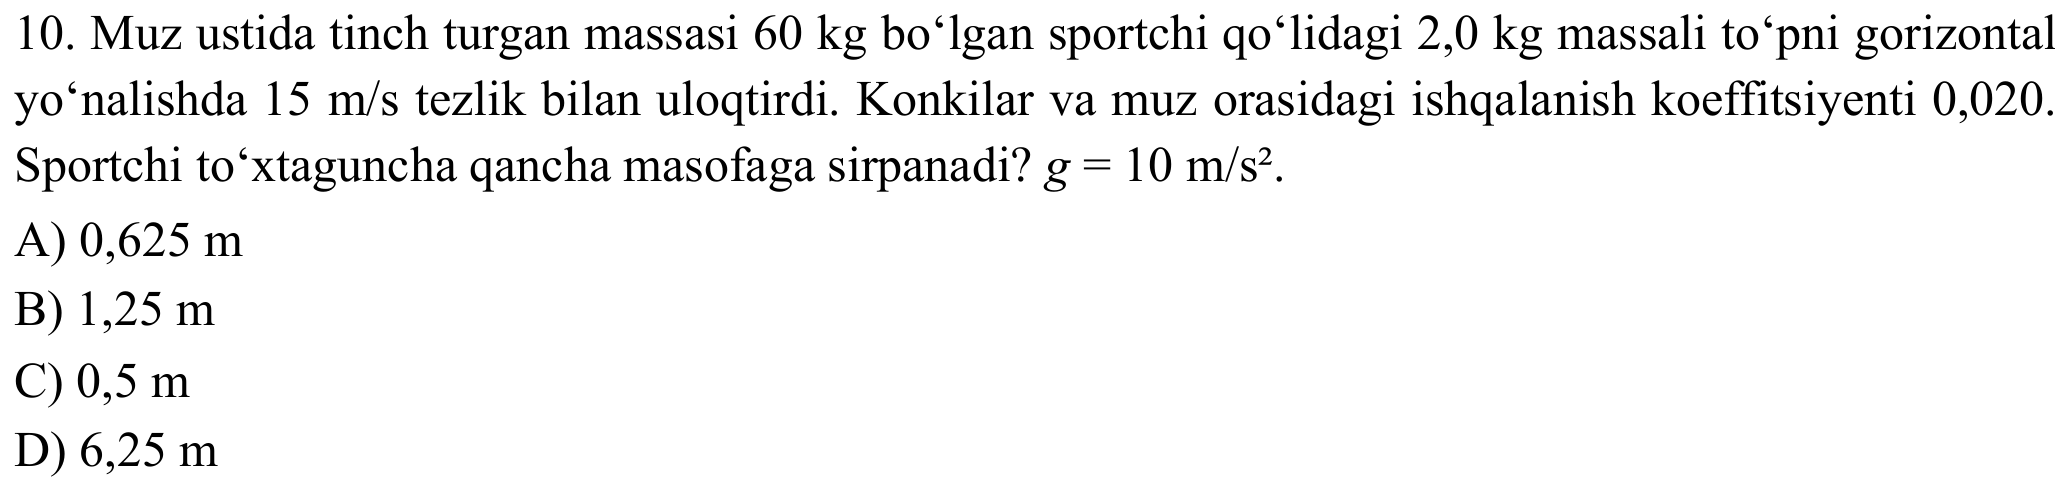 10. Muz ustida tinch turgan massasi 60 kg bo‘lgan sportchi qo‘lidagi 2,0 kg massali to‘pni gorizontal
yo‘nalishda 15 m/s tezlik bilan uloqtirdi. Konkilar va muz orasidagi ishqalanish koeffitsiyenti 0,020.
Sportchi to‘xtaguncha qancha masofaga sirpanadi? g = 10 m/s².
A) 0,625 m
B) 1,25 m
C) 0,5 m
D) 6,25 m